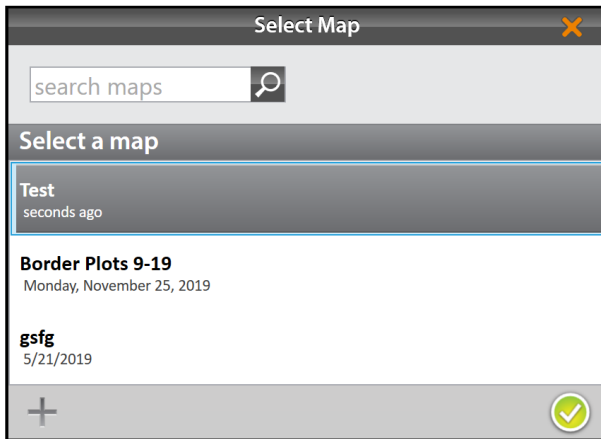 Select Map
search maps
Select a map
Test
seconds ago
Border Plots 9-19
Monday, November 25, 2019
gsfg
5/21/2019